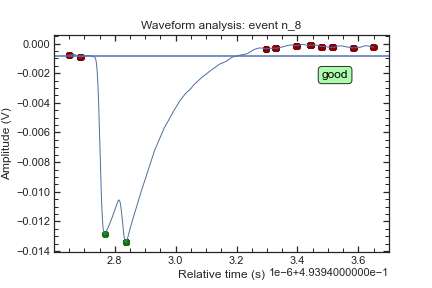 Waveform analysis: event n_8
Amplitude (V)
0.000
−0.002
−0.004
−0.006
−0.008
−0.010
−0.012
−0.014
good
2.8 3.0 3.2 3.4 3.6
Relative time (s) 1e−6+4.9394000000e−1